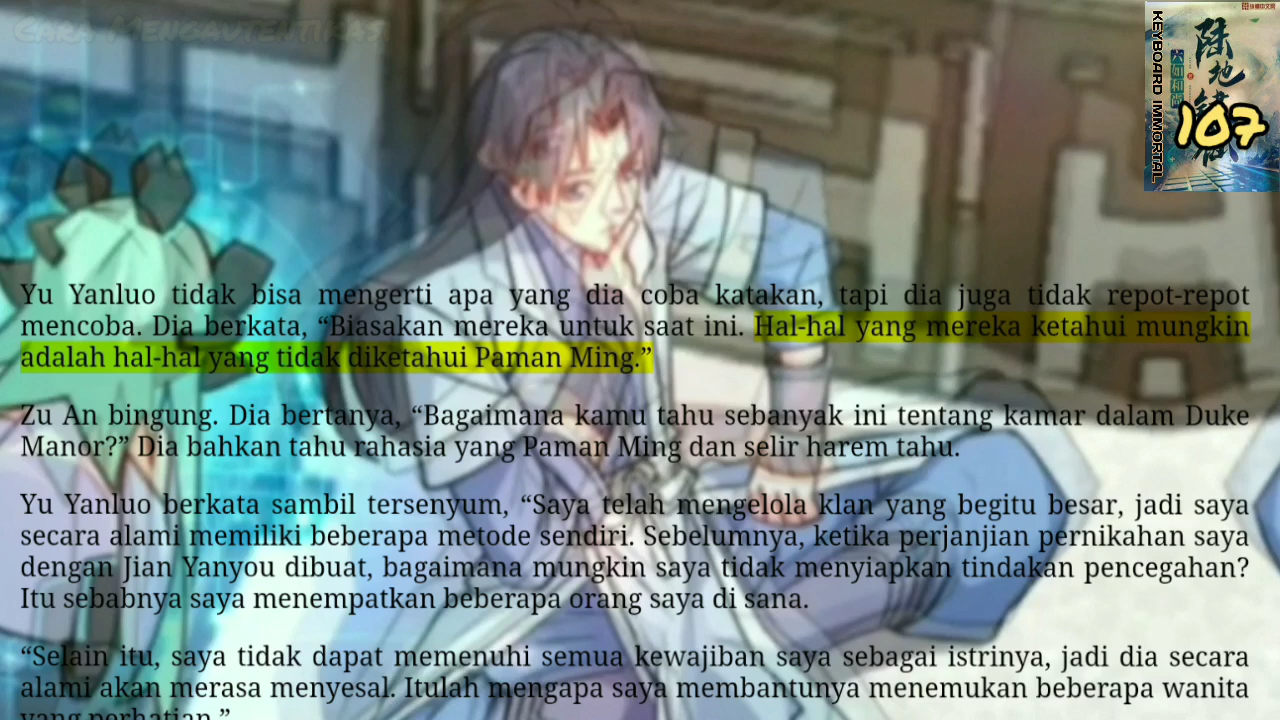 Cara Mengautentikasi
KEYBOARD IMMORTAL
107
Yu Yanluo tidak bisa mengerti apa yang dia coba katakan, tapi dia juga tidak repot-repot
mencoba. Dia berkata, “Biasakan mereka untuk saat ini. Hal-hal yang mereka ketahui mungkin
adalah hal-hal yang tidak diketahui Paman Ming.”
Zu An bingung. Dia bertanya, “Bagaimana kamu tahu sebanyak ini tentang kamar dalam Duke
Manor?” Dia bahkan tahu rahasia yang Paman Ming dan selir harem tahu.
Yu Yanluo berkata sambil tersenyum, “Saya telah mengelola klan yang begitu besar, jadi saya
secara alami memiliki beberapa metode sendiri. Sebelumnya, ketika perjanjian pernikahan saya
dengan Jian Yanyou dibuat, bagaimana mungkin saya tidak menyiapkan tindakan pencegahan?
Itu sebabnya saya menempatkan beberapa orang saya di sana.
“Selain itu, saya tidak dapat memenuhi semua kewajiban saya sebagai istrinya, jadi dia secara
alami akan merasa menyesal. Itulah mengapa saya membantunya menemukan beberapa wanita
yang perhatian.”